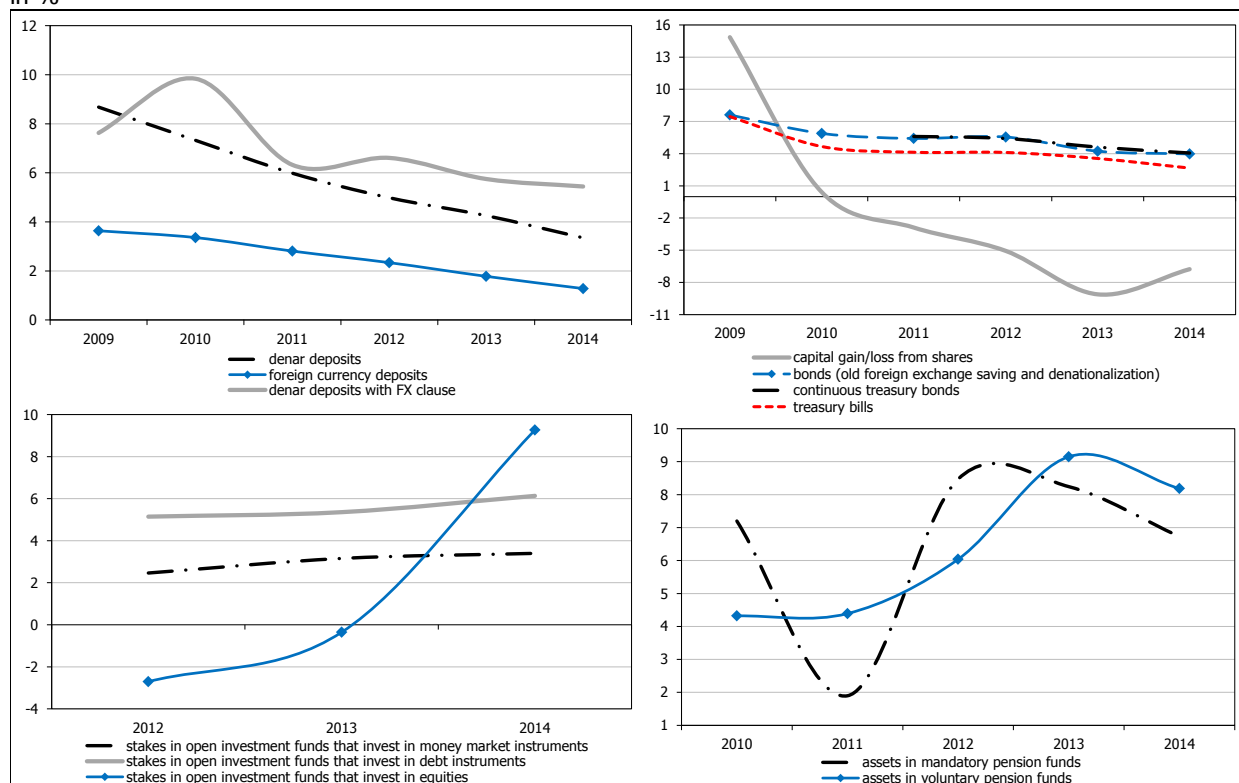 in %
12
10
8
6
4
2
0
2009 2010 2011 2012 2013 2014
denar deposits
foreign currency deposits
denar deposits with FX clause
16
13
10
7
4
1
-2
-5
-8
-11
2009 2010 2011 2012 2013 2014
capital gain/loss from shares
bonds (old foreign exchange saving and denationalization)
continuous treasury bonds
treasury bills
10
8
6
4
2
0
-2
-4
2012 2013 2014
stakes in open investment funds that invest in money market instruments
stakes in open investment funds that invest in debt instruments
stakes in open investment funds that invest in equities
10
9
8
7
6
5
4
3
2
1
2010 2011 2012 2013 2014
assets in mandatory pension funds
assets in voluntary pension funds